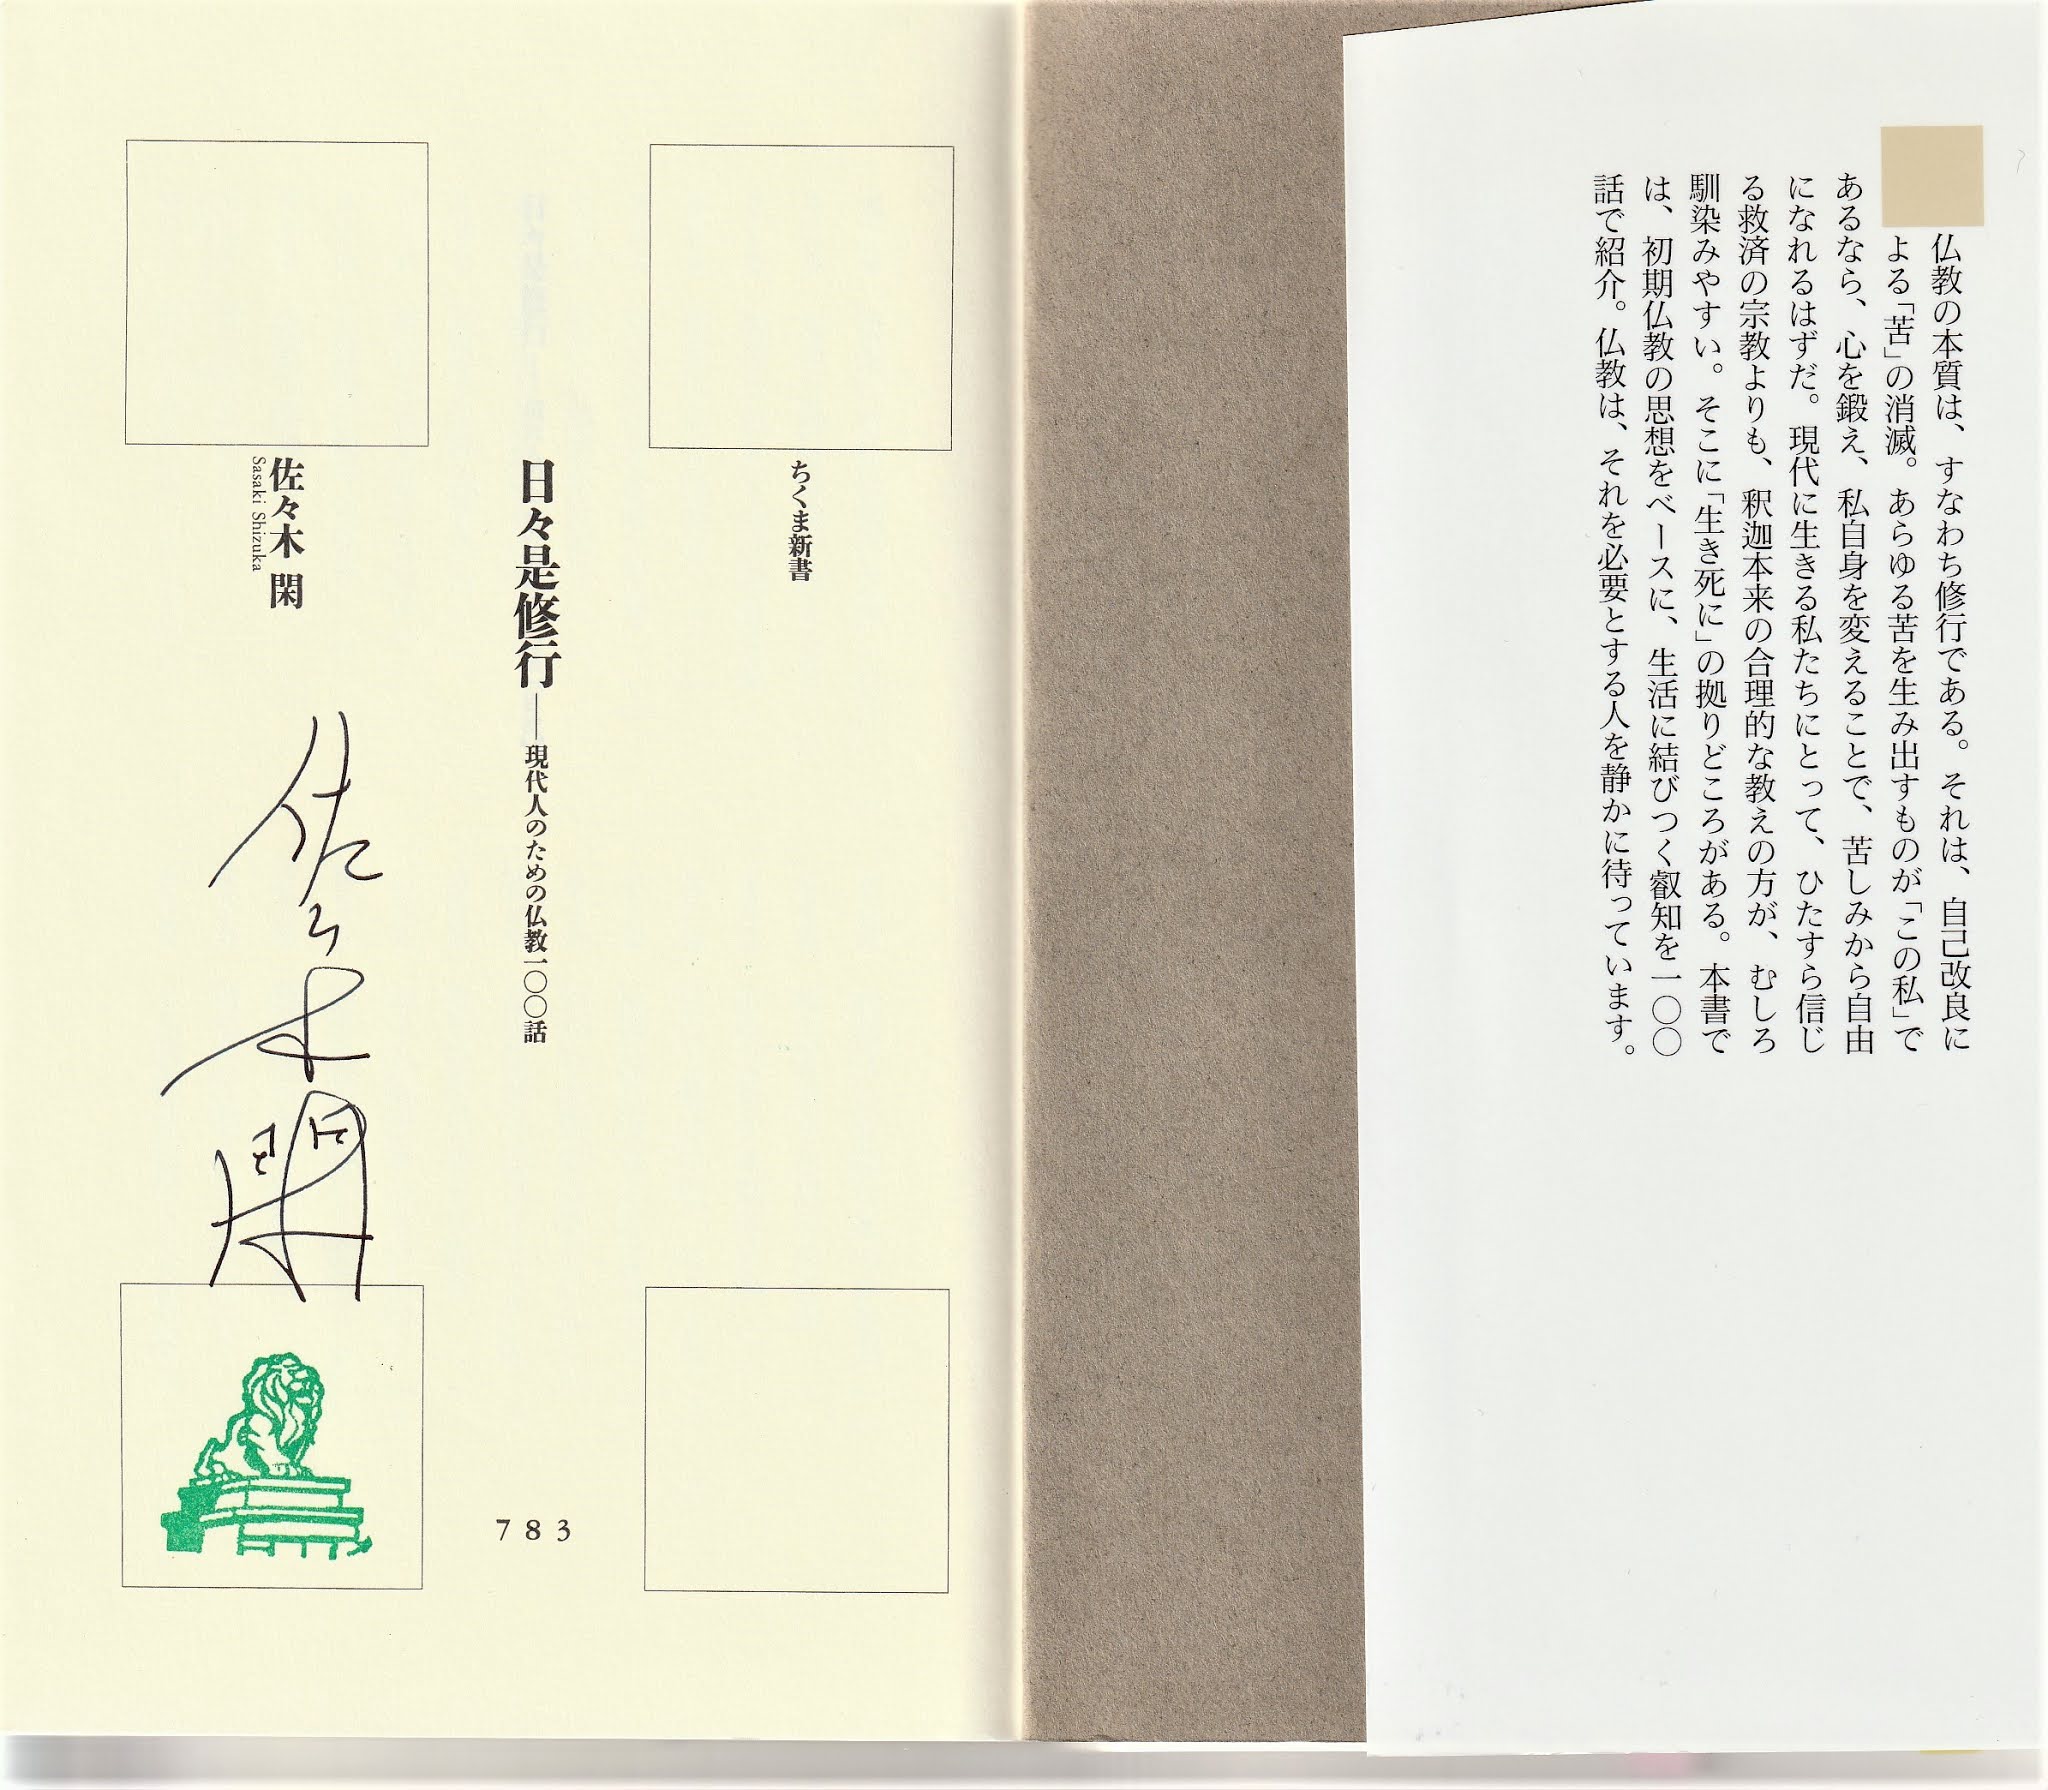 仏教の本質は、すなわち修行である。それは、自己改良に
よる「苦」の消滅。あらゆる苦を生み出すものが「この私」で
あるなら、心を鍛え、私自身を変えることで、苦しみから自由
になれるはずだ。現代に生きる私たちにとって、ひたすら信じ
る救済の宗教よりも、釈迦本来の合理的な教えの方が、むしろ
馴染みやすい。そこに「生き死に」の拠りどころがある。本書で
は、初期仏教の思想をベースに、生活に結びつく叡知を一〇〇
話で紹介。仏教は、それを必要とする人を静かに待っています。
ちくま新書
日々是修行――現代人のための仏教一〇〇話
佐々木 閑
Sasaki Shizuka
佐々木閑
783